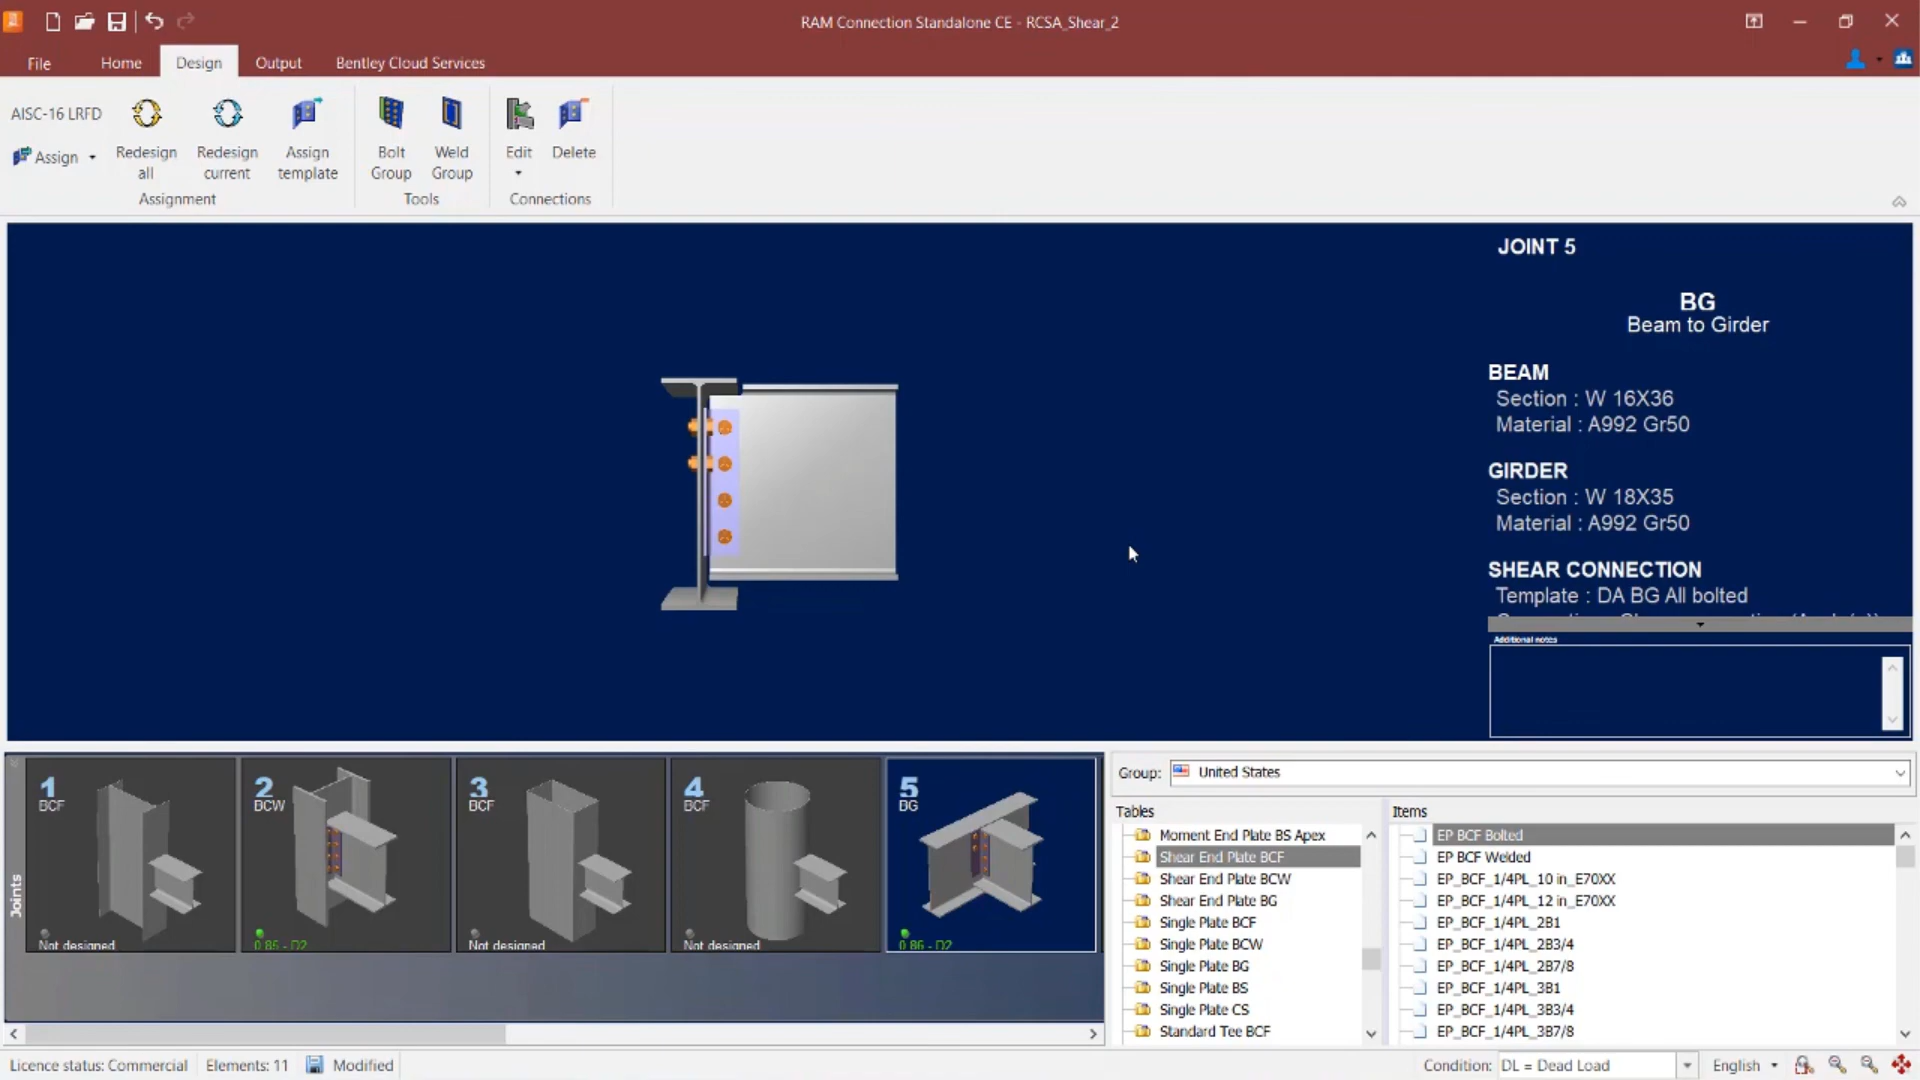 RAM Connection Standalone CE - RCSA_Shear_2
File
Home
Design
Output
Bentley Cloud Services
AISC-16 LRFD
Assign
Redesign all
Redesign current
Assign template
Bolt Group
Weld Group
Edit
Delete
Assignment
Tools
Connections
JOINT 5
BG
Beam to Girder
BEAM
Section : W 16X36
Material : A992 Gr50
GIRDER
Section : W 18X35
Material : A992 Gr50
SHEAR CONNECTION
Template : DA BG All bolted
Additional notes
Joints
1
BCF
Not designed
2
BCW
0.85 - D2
3
BCF
Not designed
4
BCF
Not designed
5
BG
0.86 - D2
Group:
United States
Tables
Moment End Plate BS Apex
Shear End Plate BCF
Shear End Plate BCW
Shear End Plate BG
Single Plate BCF
Single Plate BCW
Single Plate BG
Single Plate BS
Single Plate CS
Standard Tee BCF
Items
EP BCF Bolted
EP BCF Welded
EP_BCF_1/4PL_10 in_E70XX
EP_BCF_1/4PL_12 in_E70XX
EP_BCF_1/4PL_2B1
EP_BCF_1/4PL_2B3/4
EP_BCF_1/4PL_2B7/8
EP_BCF_1/4PL_3B1
EP_BCF_1/4PL_3B3/4
EP_BCF_1/4PL_3B7/8
Licence status: Commercial
Elements: 11
Modified
Condition:
DL = Dead Load
English